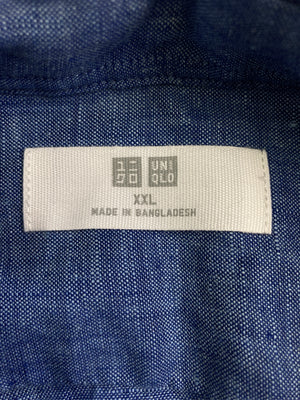 ユニ UNI
クロ QLO
XXL
MADE IN BANGLADESH